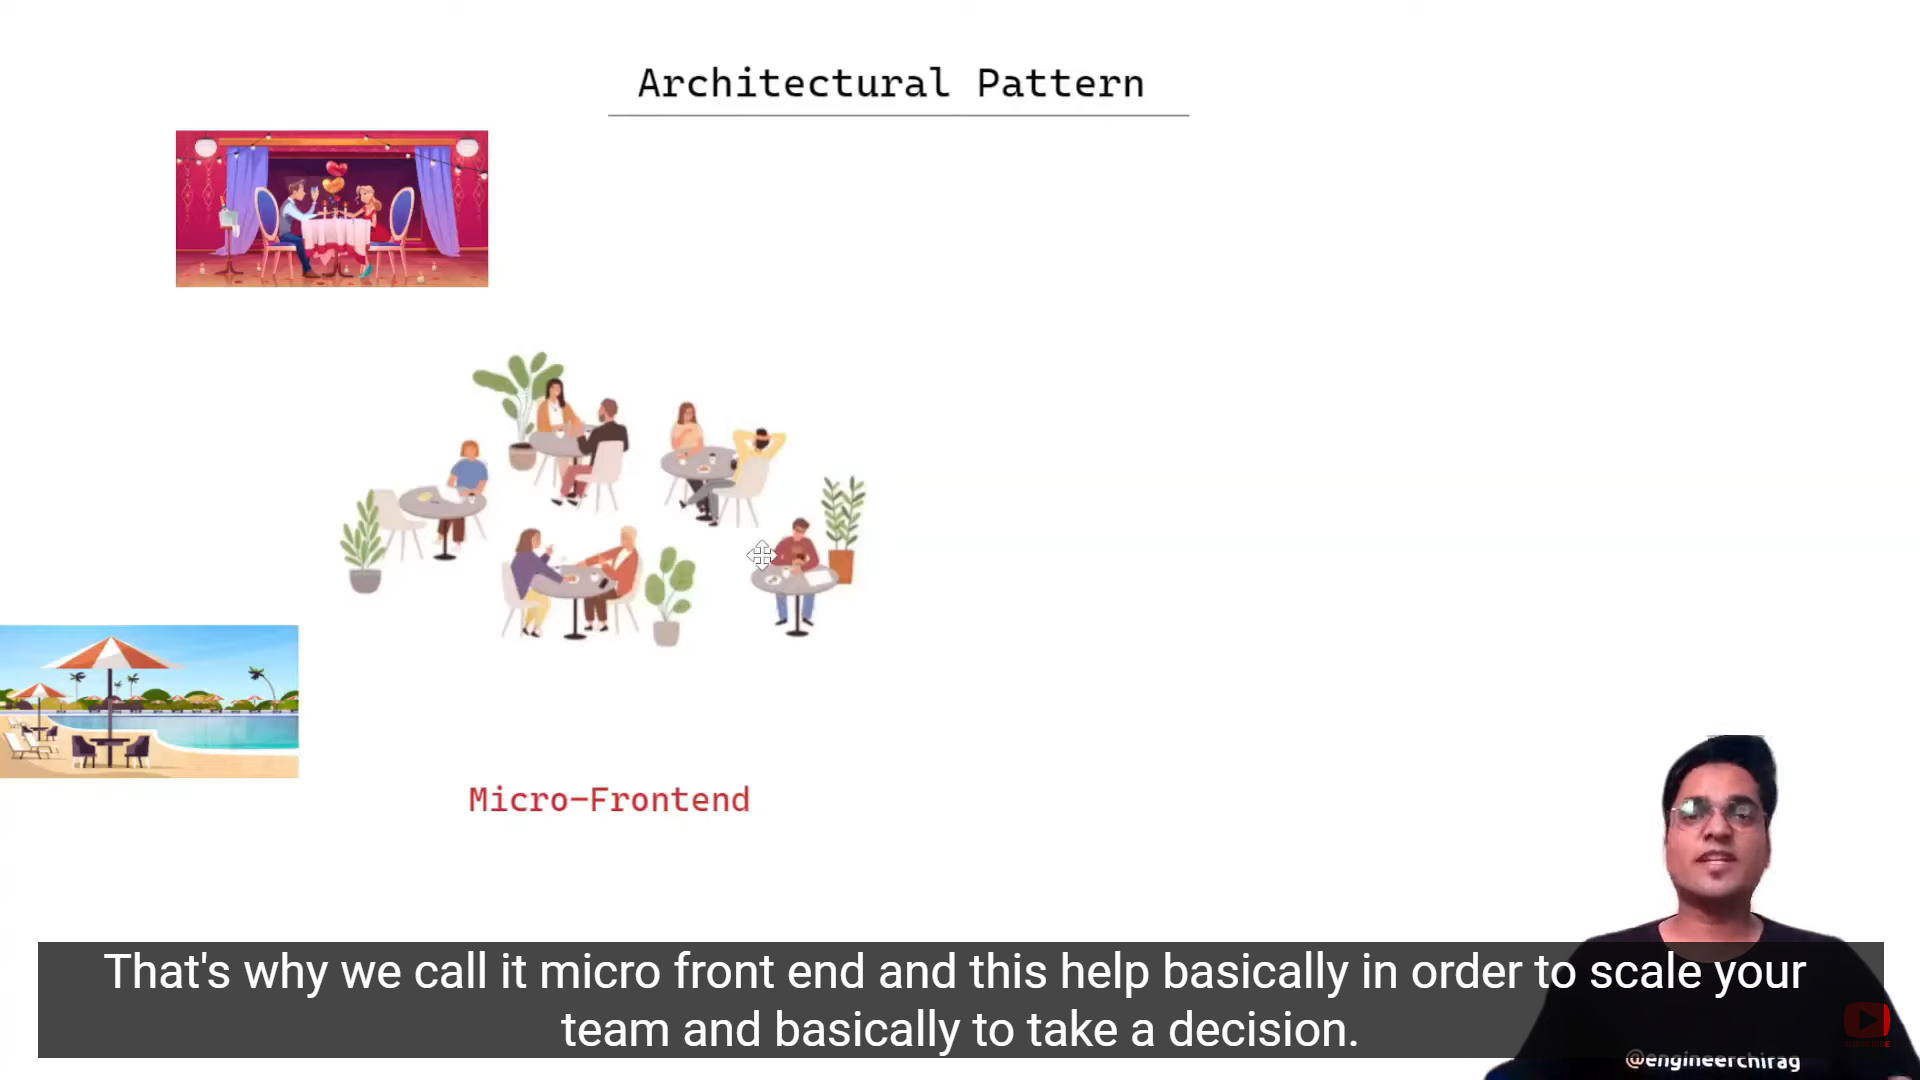 Architectural Pattern
Micro-Frontend
That's why we call it micro front end and this help basically in order to scale your
team and basically to take a decision.
SUBSCRIBE
@engineerchirag